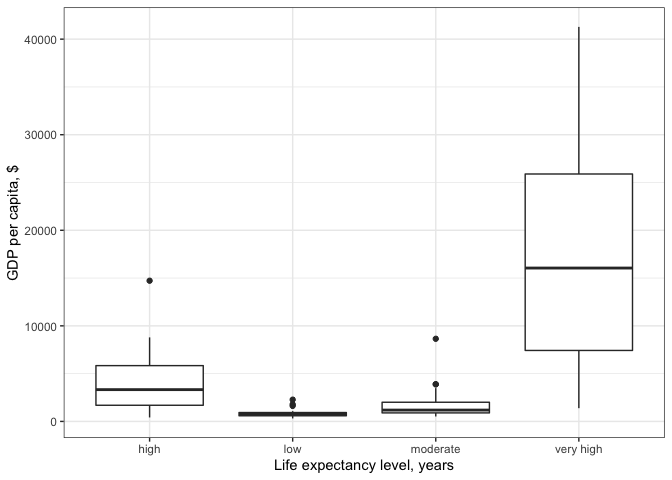 GDP per capita, $
40000
30000
20000
10000
0
high low moderate very high
Life expectancy level, years